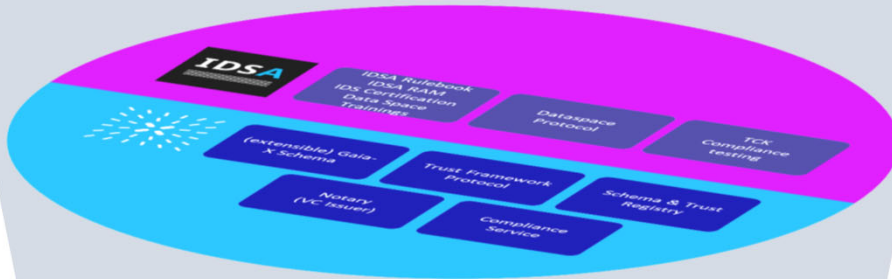 IDSA
IDSA Rulebook
IDSA RAM
IDS Certification
Data Space
Trainings
Dataspace
Protocol
TCK
Compliance
testing
(extensible) Gaia-
X Schema
Trust Framework
Protocol
Schema & Trust
Registry
Notary
(VC Issuer)
Compliance
Service